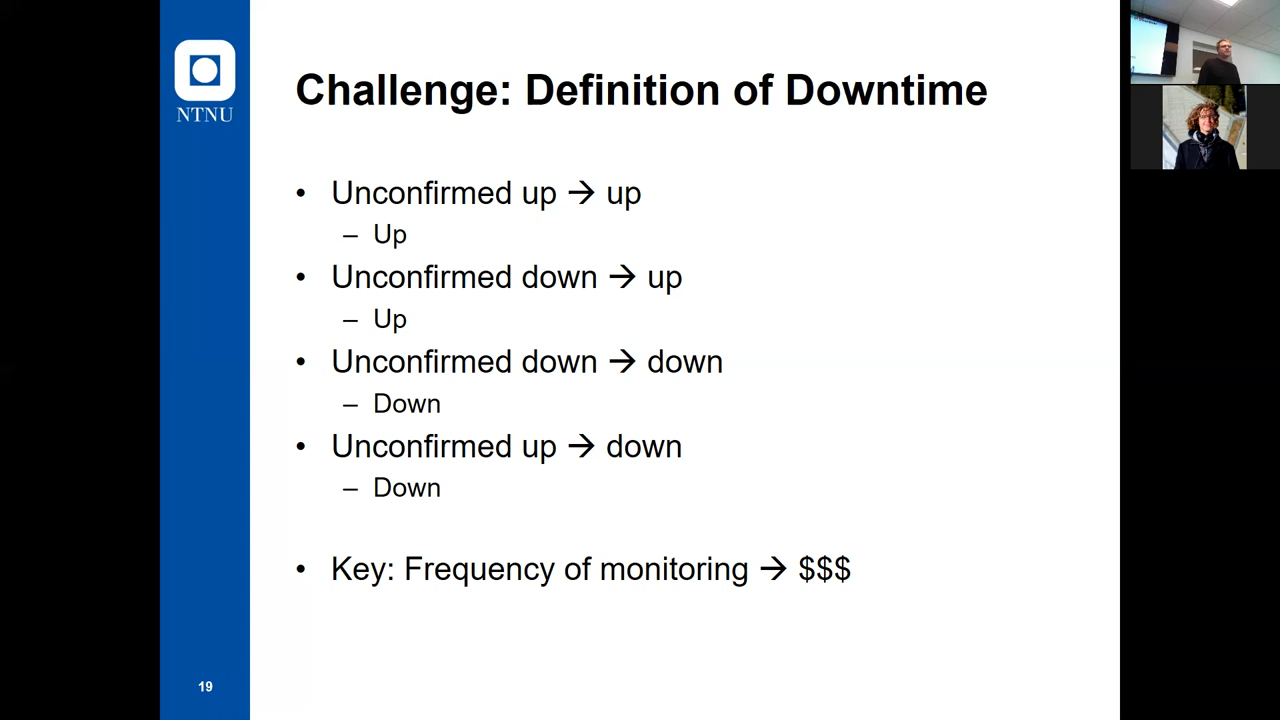 NTNU
Challenge: Definition of Downtime
• Unconfirmed up → up
– Up
• Unconfirmed down → up
– Up
• Unconfirmed down → down
– Down
• Unconfirmed up → down
– Down
• Key: Frequency of monitoring → $$$
19